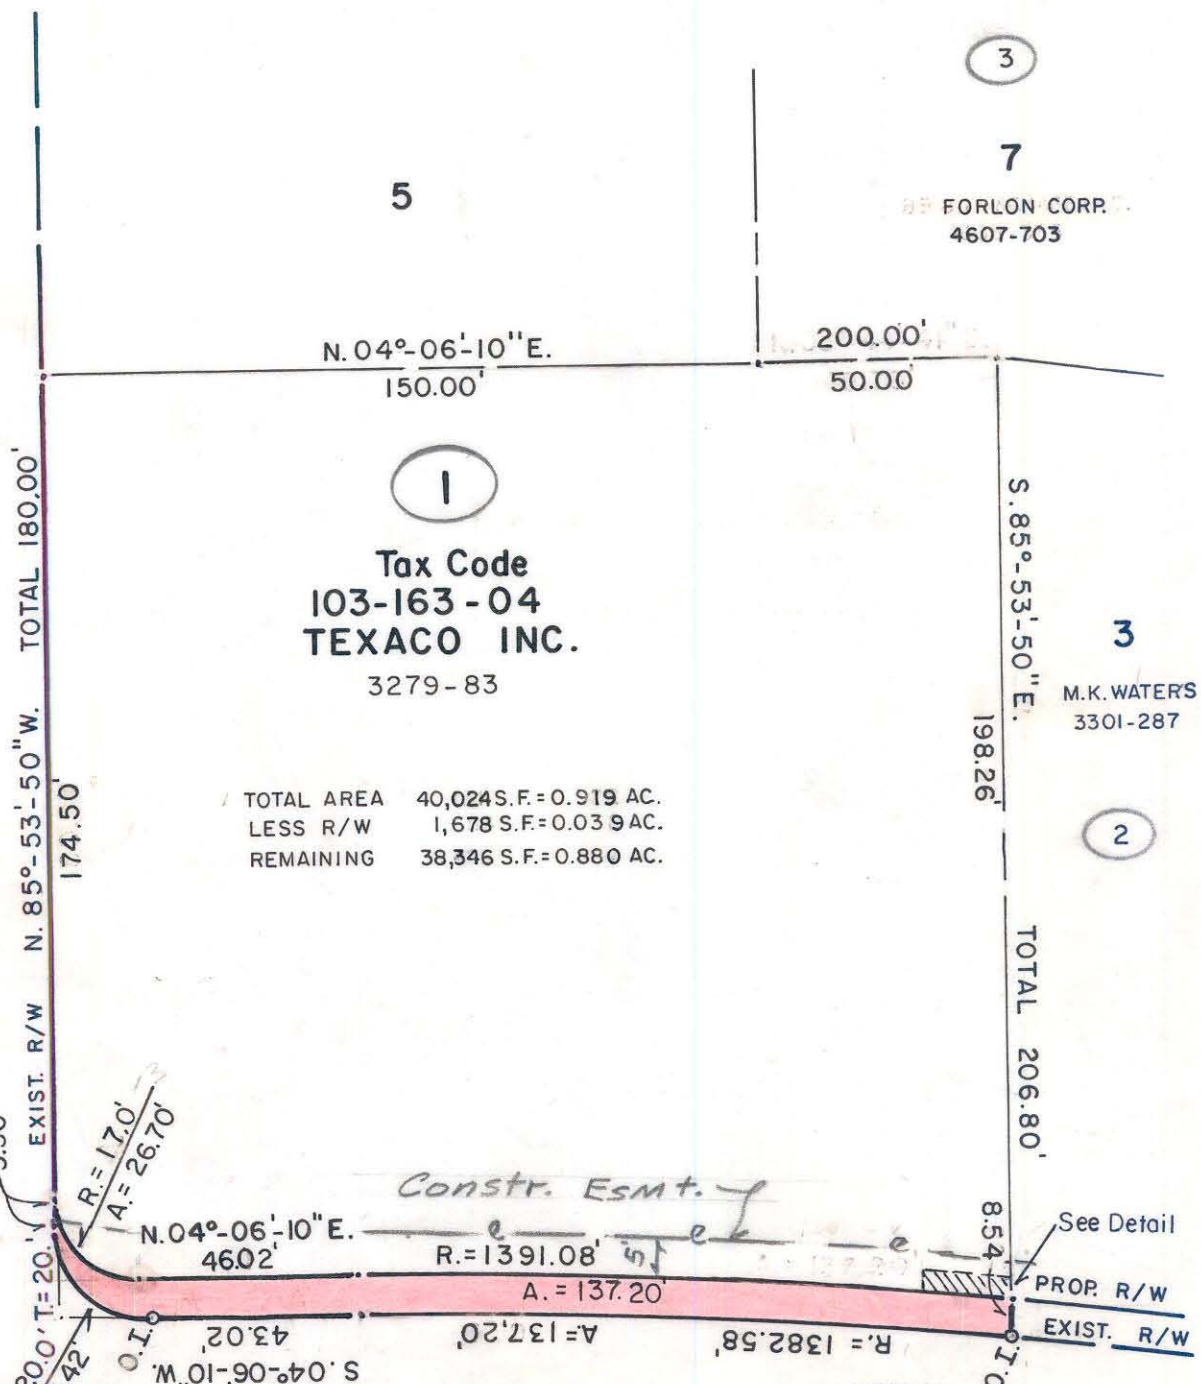 3
7
FORLON CORP.
4607-703
5
N. 04°-06'-10" E.
150.00'
200.00'
50.00'
1
Tax Code
103-163-04
TEXACO INC.
3279-83
TOTAL AREA 40,024 S.F. = 0.919 AC.
LESS R/W 1,678 S.F. = 0.039 AC.
REMAINING 38,346 S.F. = 0.880 AC.
EXIST. R/W N. 85°-53'-50" W. TOTAL 180.00'
174.50'
S. 85°-53'-50" E.
198.26'
TOTAL 206.80'
8.54'
3
M.K. WATERS
3301-287
2
See Detail
PROP. R/W
EXIST. R/W
R. = 17.0'
A. = 26.70'
Constr. Esmt.
N. 04°-06'-10" E.
46.02'
e e e
5'
R. = 1391.08'
A. = 137.20'
T = 20.'
43.02'
S. 04°-06-10" W.
A = 137.20'
R. = 1382.58'